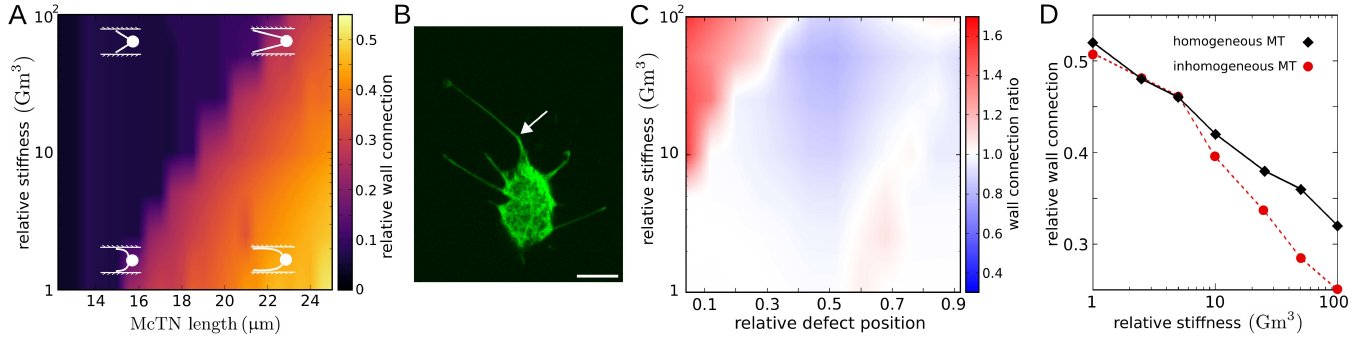 A
10²
10
1
relative stiffness (Gm³)
14
16
18
20
22
24
McTN length (µm)
0.5
0.4
0.3
0.2
0.1
0
relative wall connection
B
C
10²
10
1
relative stiffness (Gm³)
0.1
0.3
0.5
0.7
0.9
relative defect position
1.6
1.4
1.2
1.0
0.8
0.6
0.4
wall connection ratio
D
homogeneous MT
inhomogeneous MT
0.5
0.4
0.3
relative wall connection
1
10
100
relative stiffness (Gm³)